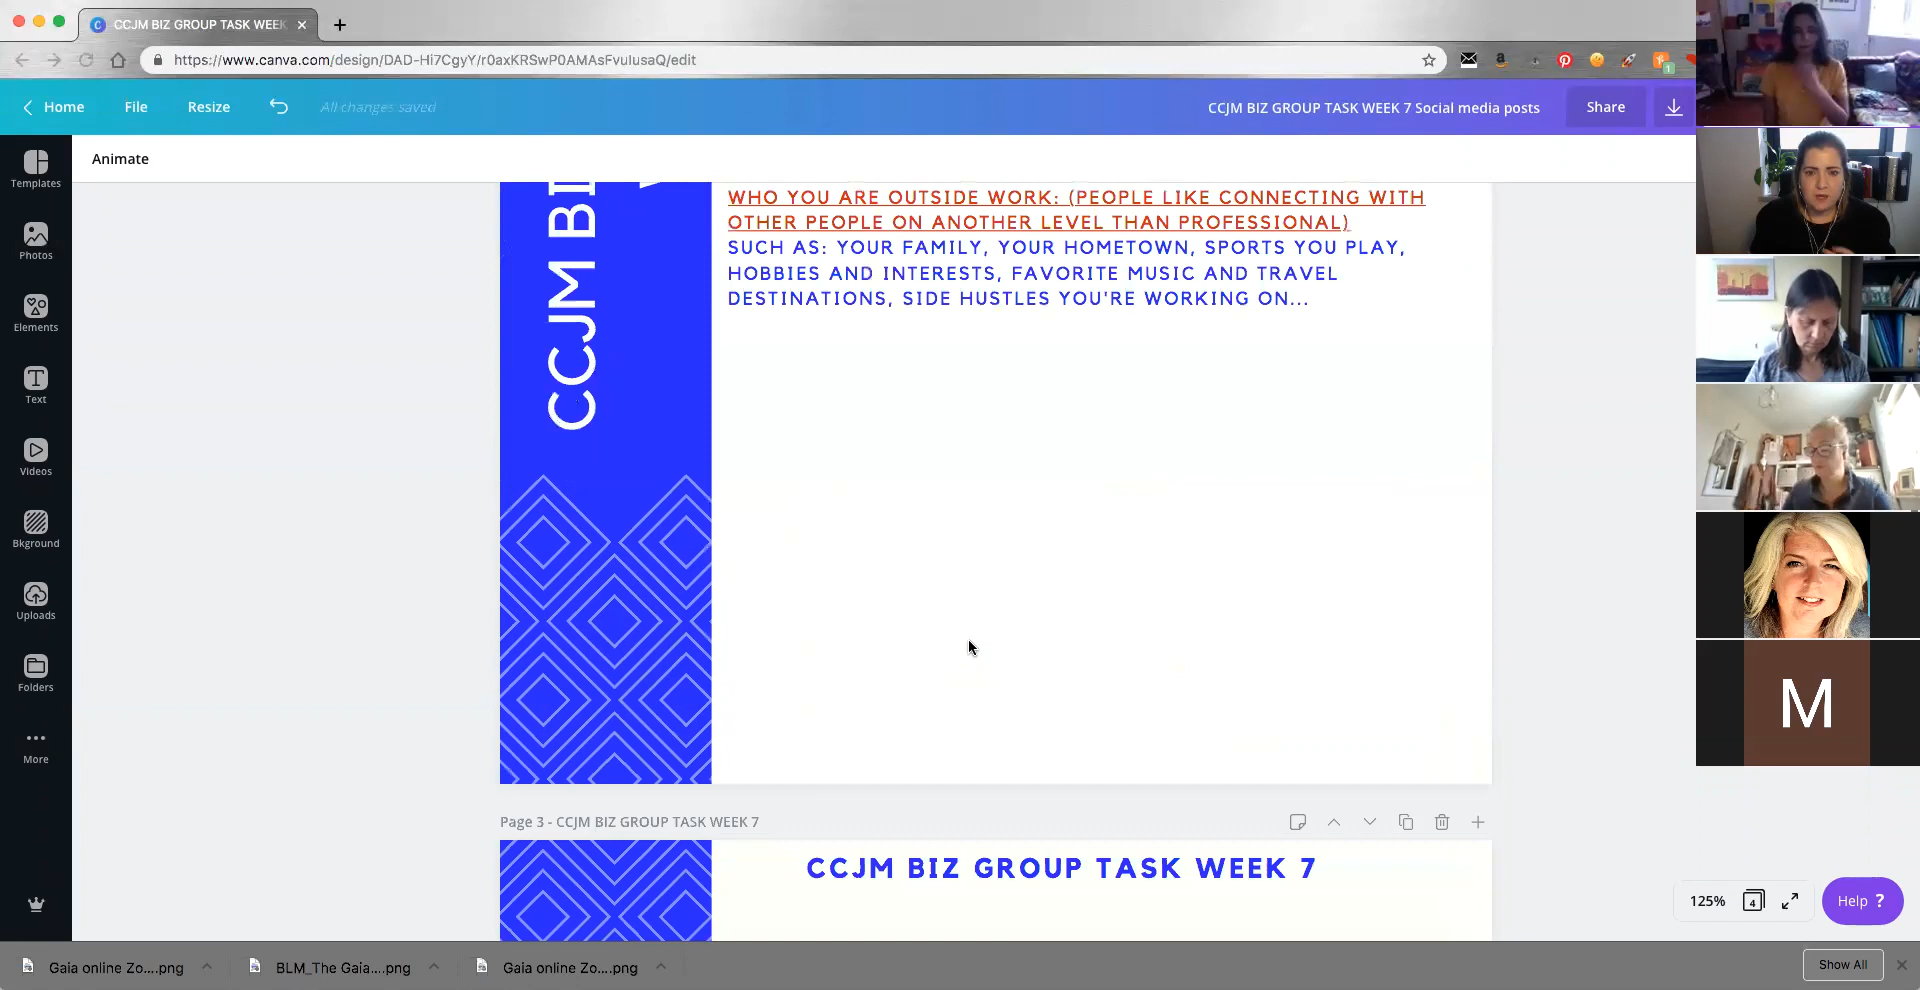 CCJM BIZ GROUP TASK WEEK
https://www.canva.com/design/DAD-Hi7CgyY/r0axKRSwP0AMAsFvuIusaQ/edit
1
Home
File
Resize
All changes saved
CCJM BIZ GROUP TASK WEEK 7 Social media posts
Share
Animate
Templates
Photos
Elements
Text
Videos
Bkground
Uploads
Folders
More
CCJM BI
WHO YOU ARE OUTSIDE WORK: (PEOPLE LIKE CONNECTING WITH
OTHER PEOPLE ON ANOTHER LEVEL THAN PROFESSIONAL)
SUCH AS: YOUR FAMILY, YOUR HOMETOWN, SPORTS YOU PLAY,
HOBBIES AND INTERESTS, FAVORITE MUSIC AND TRAVEL
DESTINATIONS, SIDE HUSTLES YOU'RE WORKING ON...
Page 3 - CCJM BIZ GROUP TASK WEEK 7
CCJM BIZ GROUP TASK WEEK 7
M
125%
4
Help ?
Gaia online Zo....png
BLM_The Gaia....png
Gaia online Zo....png
Show All